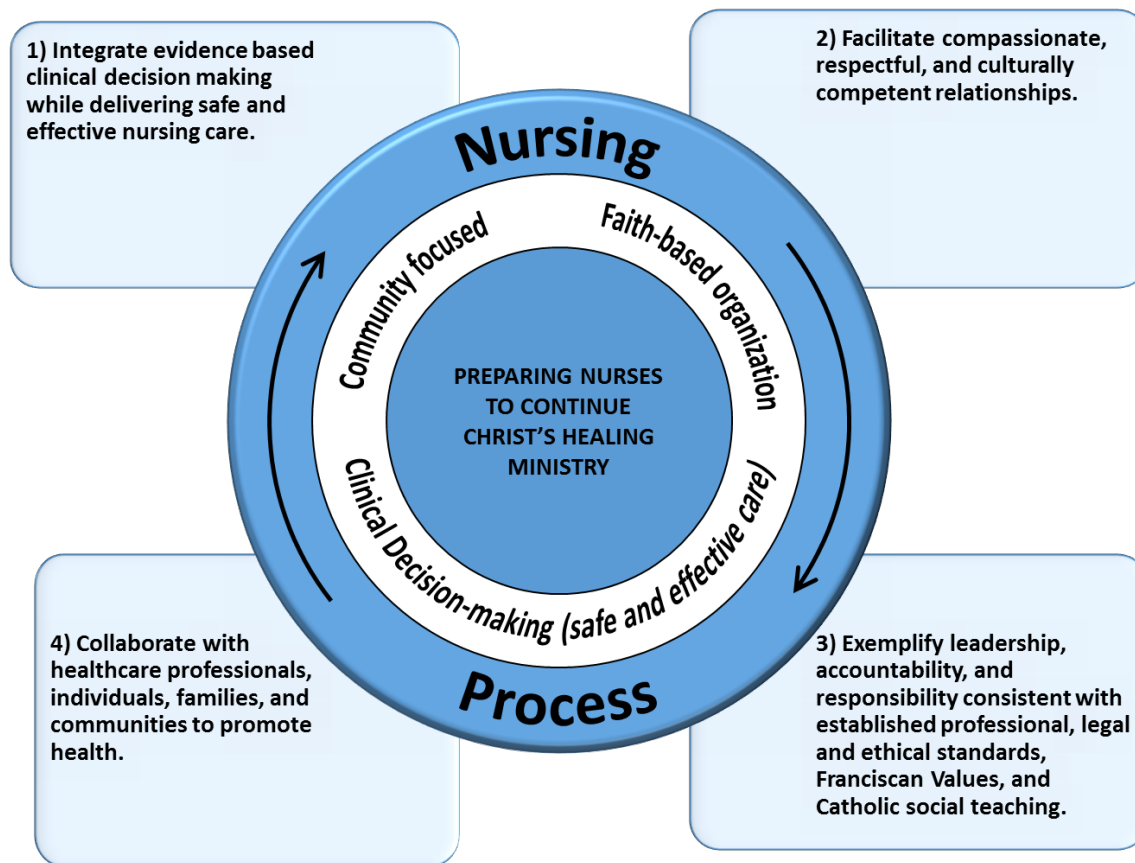 1) Integrate evidence based
clinical decision making
while delivering safe and
effective nursing care.
2) Facilitate compassionate,
respectful, and culturally
competent relationships.
Nursing
Community focused
Faith-based organization
PREPARING NURSES
TO CONTINUE
CHRIST’S HEALING
MINISTRY
Clinical Decision-making (safe and effective care)
Process
4) Collaborate with
healthcare professionals,
individuals, families, and
communities to promote
health.
3) Exemplify leadership,
accountability, and
responsibility consistent with
established professional, legal
and ethical standards,
Franciscan Values, and
Catholic social teaching.